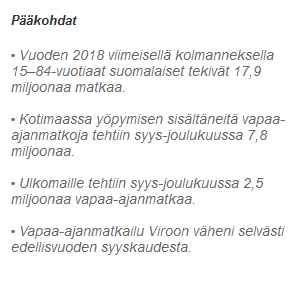 Pääkohdat
• Vuoden 2018 viimeisellä kolmanneksella
15–84-vuotiaat suomalaiset tekivät 17,9
miljoonaa matkaa.
• Kotimaassa yöpymisen sisältäneitä vapaa-
ajanmatkoja tehtiin syys-joulukuussa 7,8
miljoonaa.
• Ulkomaille tehtiin syys-joulukuussa 2,5
miljoonaa vapaa-ajanmatkaa.
• Vapaa-ajanmatkailu Viroon väheni selvästi
edellisvuoden syyskaudesta.